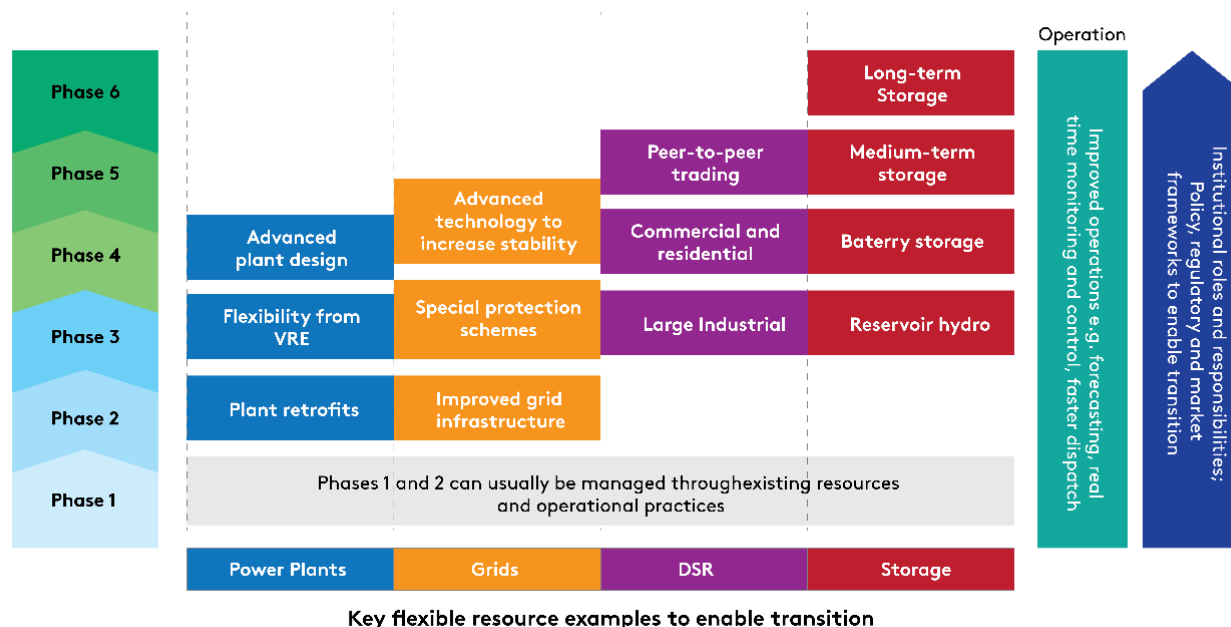 Operation
Phase 6
Long-term
Storage
Phase 5
Peer-to-peer
trading
Medium-term
storage
Advanced
technology to
increase stability
Phase 4
Advanced
plant design
Commercial and
residential
Baterry storage
Phase 3
Flexibility from
VRE
Special protection
schemes
Large Industrial
Reservoir hydro
Phase 2
Plant retrofits
Improved grid
infrastructure
Phase 1
Phases 1 and 2 can usually be managed throughexisting resources
and operational practices
Power Plants
Grids
DSR
Storage
Improved operations e.g. forecasting, real
time monitoring and control, faster dispatch
Institutional roles and responsibilities;
Policy, regulatory and market
frameworks to enable transition
Key flexible resource examples to enable transition